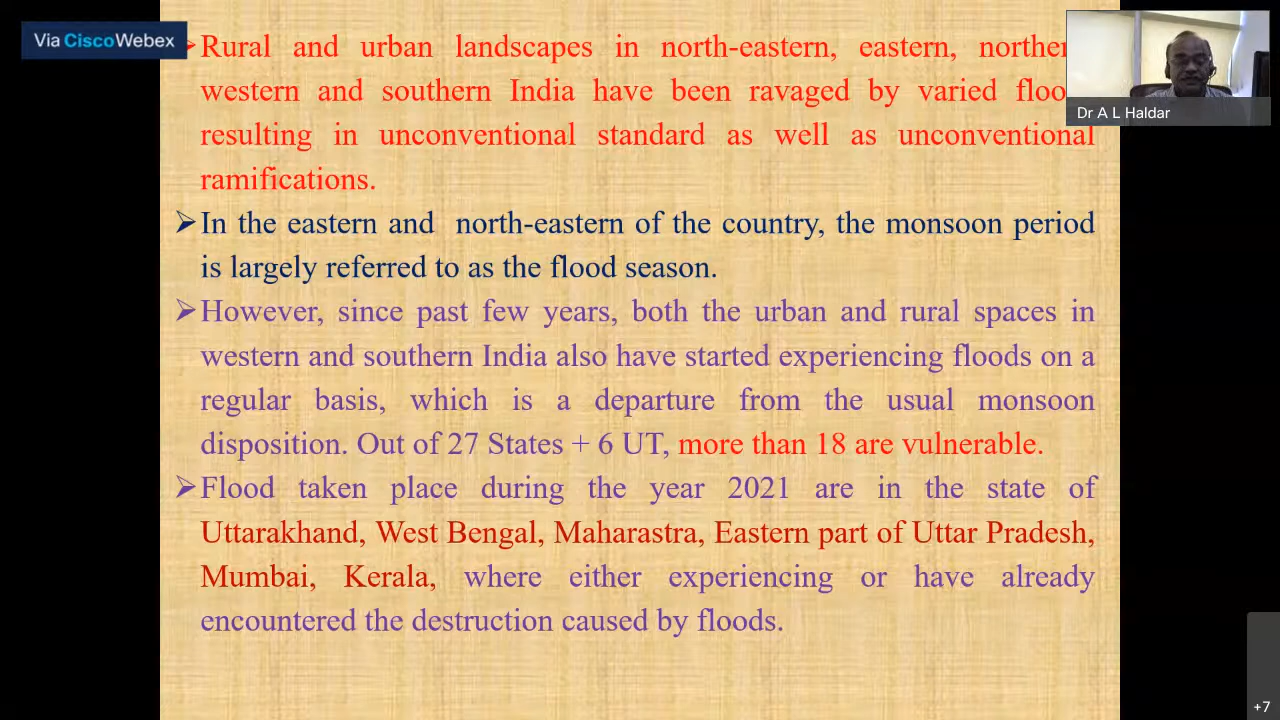 Via Cisco Webex
Rural and urban landscapes in north-eastern, eastern,
western and southern India have been ravaged by varied
resulting in unconventional standard as well as unconventional
ramifications.
In the eastern and north-eastern of the country, the monsoon period
is largely referred to as the flood season.
However, since past few years, both the urban and rural spaces in
western and southern India also have started experiencing floods on a
regular basis, which is a departure from the usual monsoon
disposition. Out of 27 States + 6 UT, more than 18 are vulnerable.
Flood taken place during the year 2021 are in the state of
Uttarakhand, West Bengal, Maharastra, Eastern part of Uttar Pradesh,
Mumbai, Kerala, where either experiencing or have already
encountered the destruction caused by floods.
Dr A L Haldar
+7